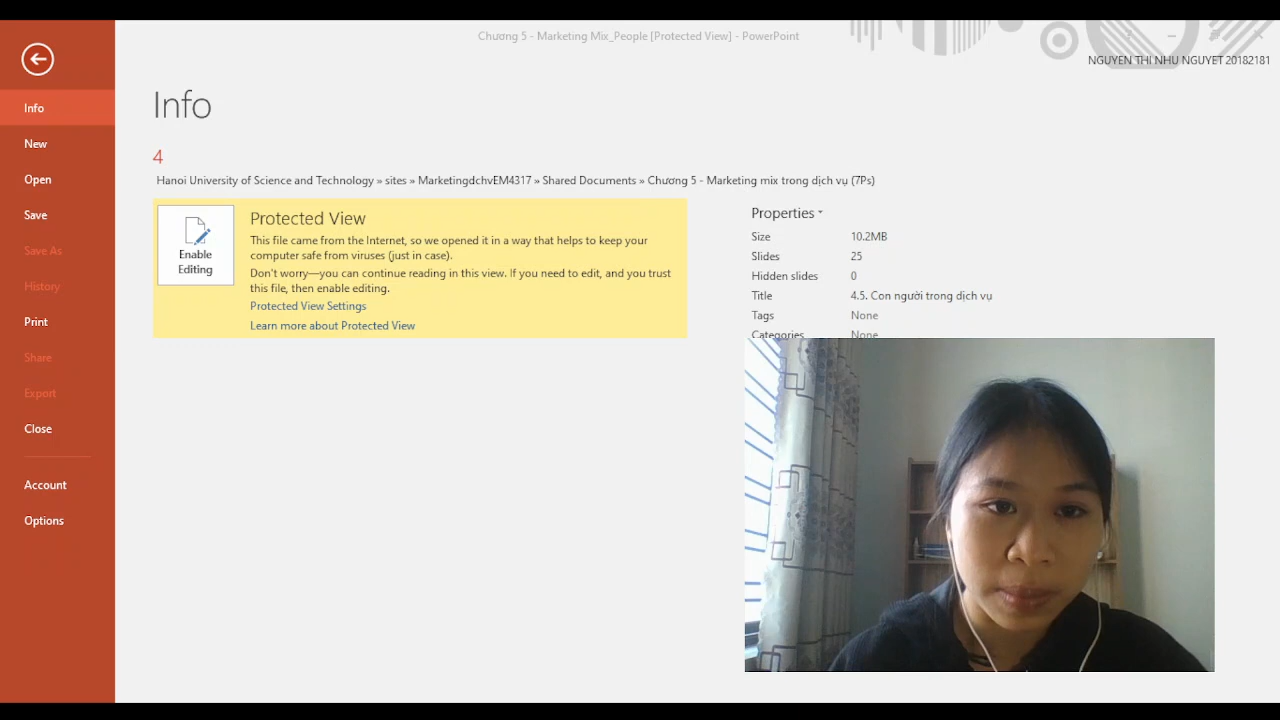 Chương 5 - Marketing Mix_People [Protected View] - PowerPoint
NGUYEN THI NHU NGUYET 20182181
Info
New
Open
Save
Save As
History
Print
Share
Export
Close
Account
Options
Info
4
Hanoi University of Science and Technology » sites » MarketingdchvEM4317 » Shared Documents » Chương 5 - Marketing mix trong dịch vụ (7Ps)
Enable
Editing
Protected View
This file came from the Internet, so we opened it in a way that helps to keep your
computer safe from viruses (just in case).
Don't worry—you can continue reading in this view. If you need to edit, and you trust
this file, then enable editing.
Protected View Settings
Learn more about Protected View
Properties
Size 10.2MB
Slides 25
Hidden slides 0
Title 4.5. Con người trong dịch vụ
Tags None
Categories None